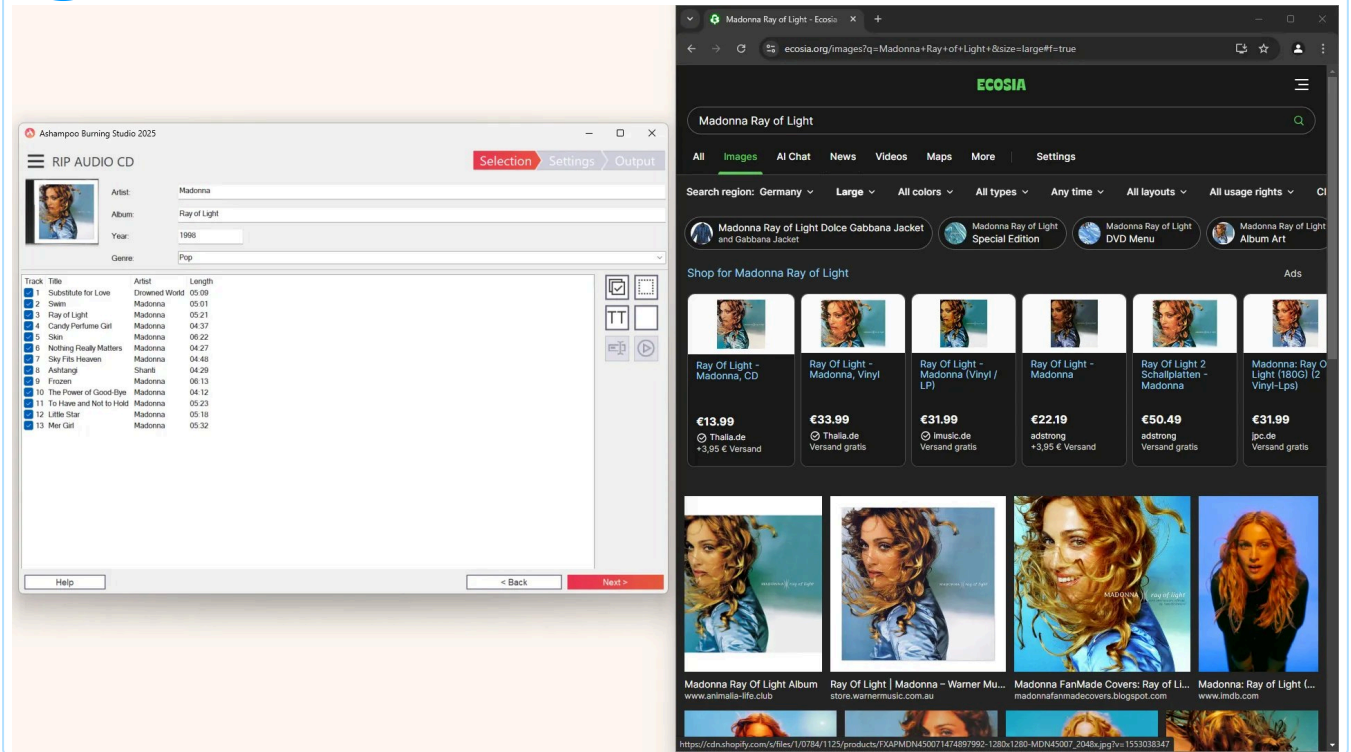 Ashampoo Burning Studio 2025
RIP AUDIO CD
Selection Settings Output
Artist: Madonna
Album: Ray of Light
Year: 1998
Genre: Pop
Track Title Artist Length
1 Substitute for Love Drowned World 05:09
2 Swim Madonna 05:01
3 Ray of Light Madonna 05:21
4 Candy Perfume Girl Madonna 04:37
5 Skin Madonna 06:22
6 Nothing Really Matters Madonna 04:27
7 Sky Fits Heaven Madonna 04:48
8 Ashtangi Shanti 04:29
9 Frozen Madonna 06:13
10 The Power of Good-Bye Madonna 04:12
11 To Have and Not to Hold Madonna 05:23
12 Little Star Madonna 05:18
13 Mer Girl Madonna 05:32
TT
Help < Back Next >
Madonna Ray of Light - Ecosia
ecosia.org/images?q=Madonna+Ray+of+Light+&size=large#f=true
ECOSIA
Madonna Ray of Light
All Images AI Chat News Videos Maps More Settings
Search region: Germany Large All colors All types Any time All layouts All usage rights Cl
Madonna Ray of Light Dolce Gabbana Jacket
and Gabbana Jacket
Madonna Ray of Light
Special Edition
Madonna Ray of Light
DVD Menu
Madonna Ray of Light
Album Art
Shop for Madonna Ray of Light Ads
Ray Of Light -
Madonna, CD
€13.99
Thalia.de
+3,95 € Versand
Ray Of Light -
Madonna, Vinyl
€33.99
Thalia.de
Versand gratis
Ray Of Light -
Madonna (Vinyl /
LP)
€31.99
imusic.de
Versand gratis
Ray Of Light -
Madonna
€22.19
adstrong
+3,95 € Versand
Ray Of Light 2
Schallplatten -
Madonna
€50.49
adstrong
Versand gratis
Madonna: Ray O
Light (180G) (2
Vinyl-Lps)
€31.99
jpc.de
Versand gratis
MADONNA ray of light
Madonna Ray Of Light Album
www.animalia-life.club
Ray Of Light | Madonna – Warner Mu...
store.warnermusic.com.au
Madonna FanMade Covers: Ray of Li...
madonnafanmadecovers.blogspot.com
Madonna: Ray of Light (...
www.imdb.com
https://cdn.shopify.com/s/files/1/0784/1125/products/FXAPMDN450071474897992-1280x1280-MDN45007_2048x.jpg?v=1553038347